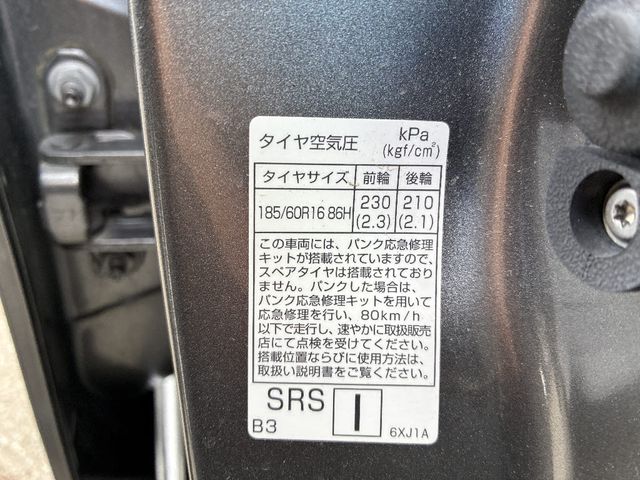 タイヤ空気圧 kPa
(kgf/cm²)
タイヤサイズ 前輪 後輪
185/60R16 86H 230 210
(2.3) (2.1)
この車両には、パンク応急修理
キットが搭載されていますので、
スペアタイヤは搭載されており
ません。パンクした場合は、
パンク応急修理キットを用いて
応急修理を行い、80km/h
以下で走行し、速やかに取扱販売
店にて点検を受けてください。
搭載位置ならびに使用方法は、
取扱い説明書をご覧ください。
SRS I
B3 6XJ1A